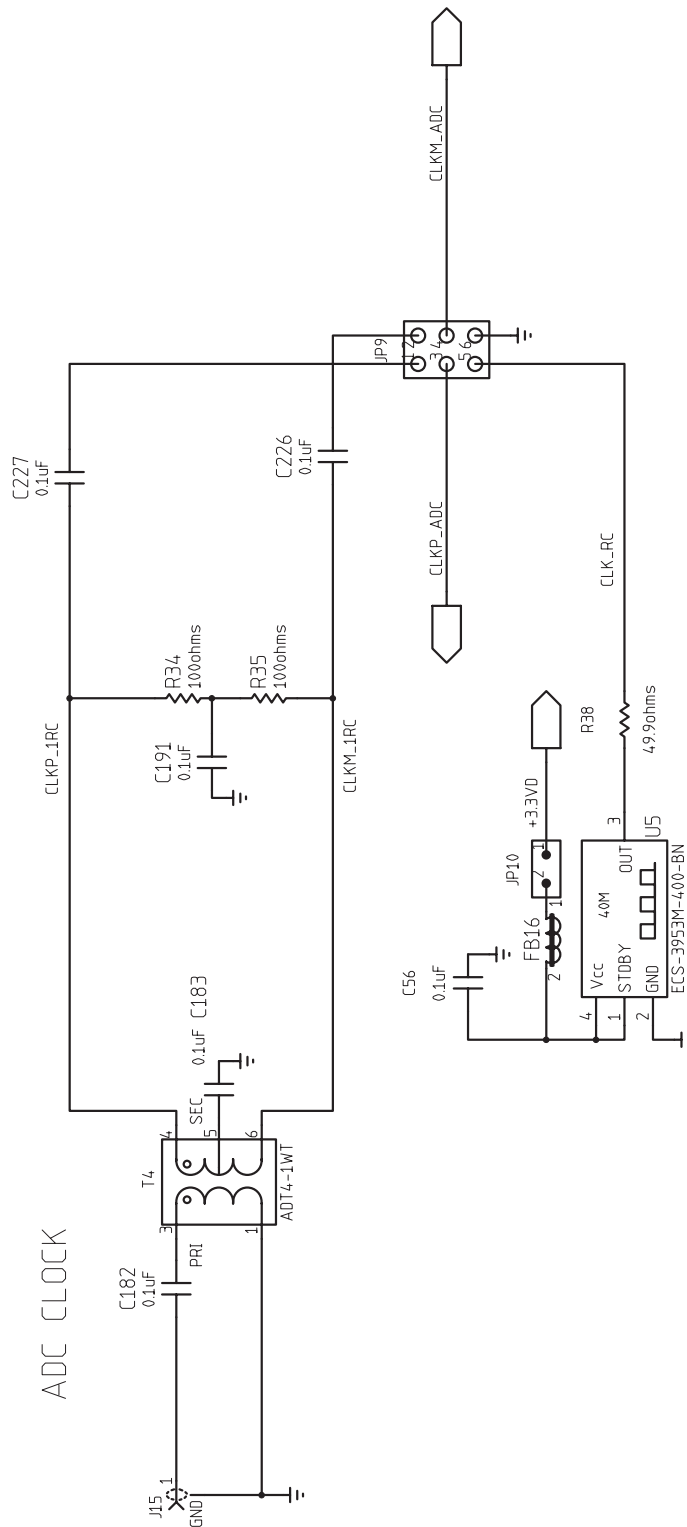 ADC CLOCK
J15
1
GND
C182
0.1uF
PRI
T4
3
1
4
5
6
SEC
ADT4-1WT
0.1uF C183
CLKP_1RC
CLKM_1RC
R34
100ohms
R35
100ohms
C191
0.1uF
C227
0.1uF
C226
0.1uF
JP9
1 2
3 4
5 6
CLKM_ADC
CLKP_ADC
CLK_RC
R38
49.9ohms
+3.3VD
JP10
1
2
FB16
1
2
C56
0.1uF
U5
40M
Vcc
STDBY
GND
OUT
4
1
2
3
ECS-3953M-400-BN